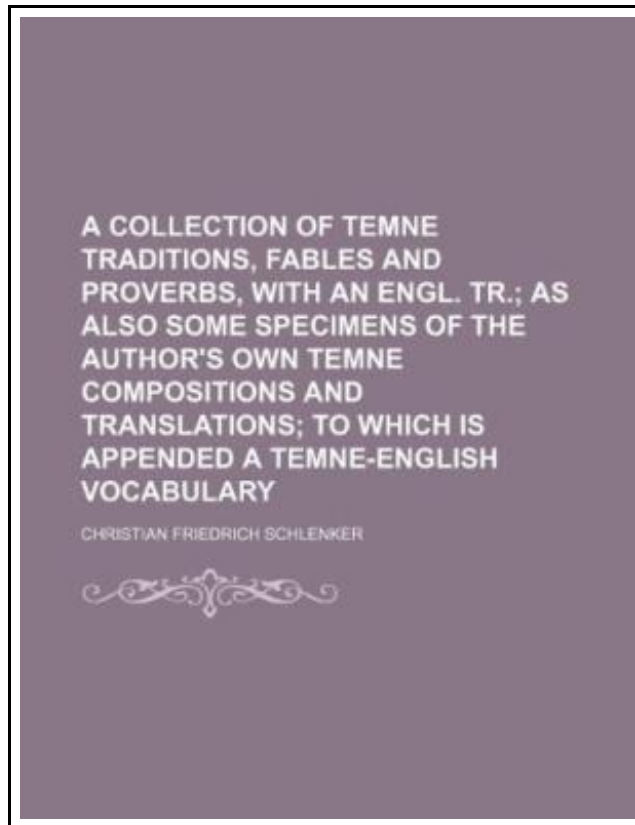 A COLLECTION OF TEMNE
TRADITIONS, FABLES AND
PROVERBS, WITH AN ENGL. TR.; AS
ALSO SOME SPECIMENS OF THE
AUTHOR'S OWN TEMNE
COMPOSITIONS AND
TRANSLATIONS; TO WHICH IS
APPENDED A TEMNE-ENGLISH
VOCABULARY
CHRISTIAN FRIEDRICH SCHLENKER